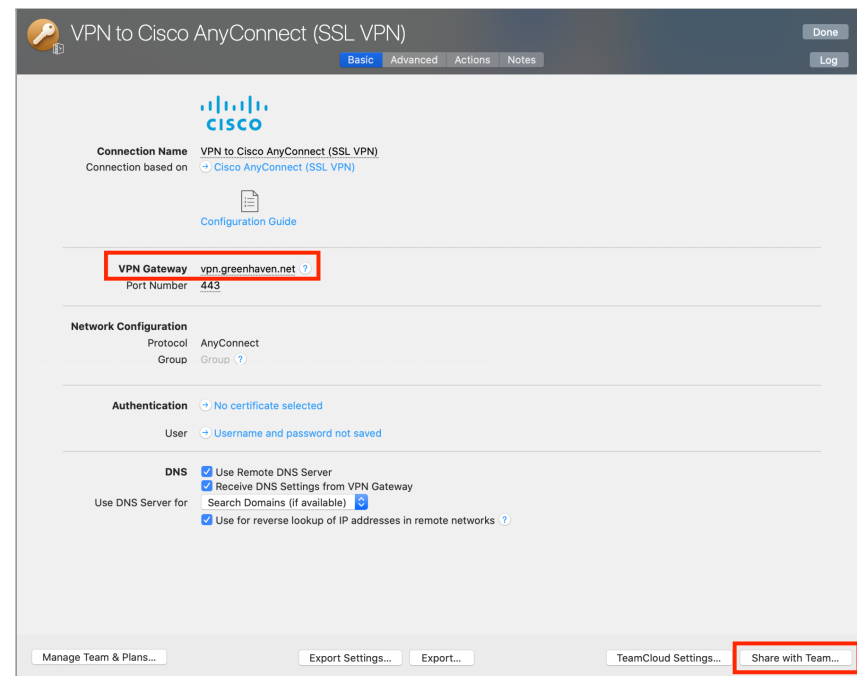 VPN to Cisco AnyConnect (SSL VPN)
Done
Basic Advanced Actions Notes
Log
CISCO
Connection Name VPN to Cisco AnyConnect (SSL VPN)
Connection based on Cisco AnyConnect (SSL VPN)
Configuration Guide
VPN Gateway vpn.greenhaven.net ?
Port Number 443
Network Configuration
Protocol AnyConnect
Group Group ?
Authentication No certificate selected
User Username and password not saved
DNS Use Remote DNS Server
Receive DNS Settings from VPN Gateway
Use DNS Server for Search Domains (if available)
Use for reverse lookup of IP addresses in remote networks ?
Manage Team & Plans... Export Settings... Export... TeamCloud Settings... Share with Team...